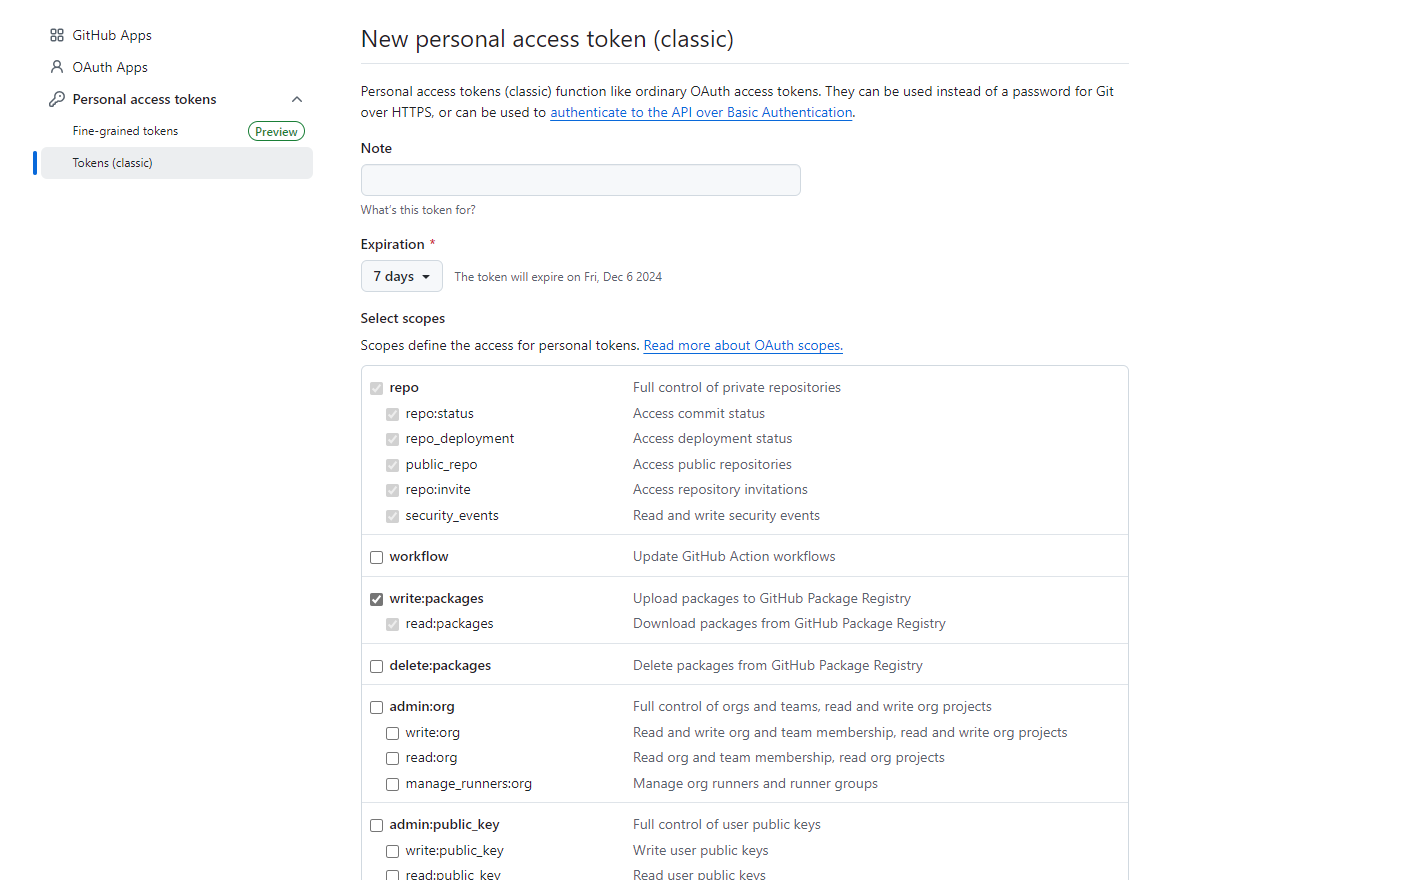 GitHub Apps
OAuth Apps
Personal access tokens
Fine-grained tokens Preview
Tokens (classic)
New personal access token (classic)
Personal access tokens (classic) function like ordinary OAuth access tokens. They can be used instead of a password for Git
over HTTPS, or can be used to authenticate to the API over Basic Authentication.
Note
What's this token for?
Expiration *
7 days The token will expire on Fri, Dec 6 2024
Select scopes
Scopes define the access for personal tokens. Read more about OAuth scopes.
repo Full control of private repositories
repo:status Access commit status
repo_deployment Access deployment status
public_repo Access public repositories
repo:invite Access repository invitations
security_events Read and write security events
workflow Update GitHub Action workflows
write:packages Upload packages to GitHub Package Registry
read:packages Download packages from GitHub Package Registry
delete:packages Delete packages from GitHub Package Registry
admin:org Full control of orgs and teams, read and write org projects
write:org Read and write org and team membership, read and write org projects
read:org Read org and team membership, read org projects
manage_runners:org Manage org runners and runner groups
admin:public_key Full control of user public keys
write:public_key Write user public keys
read:public_key Read user public keys